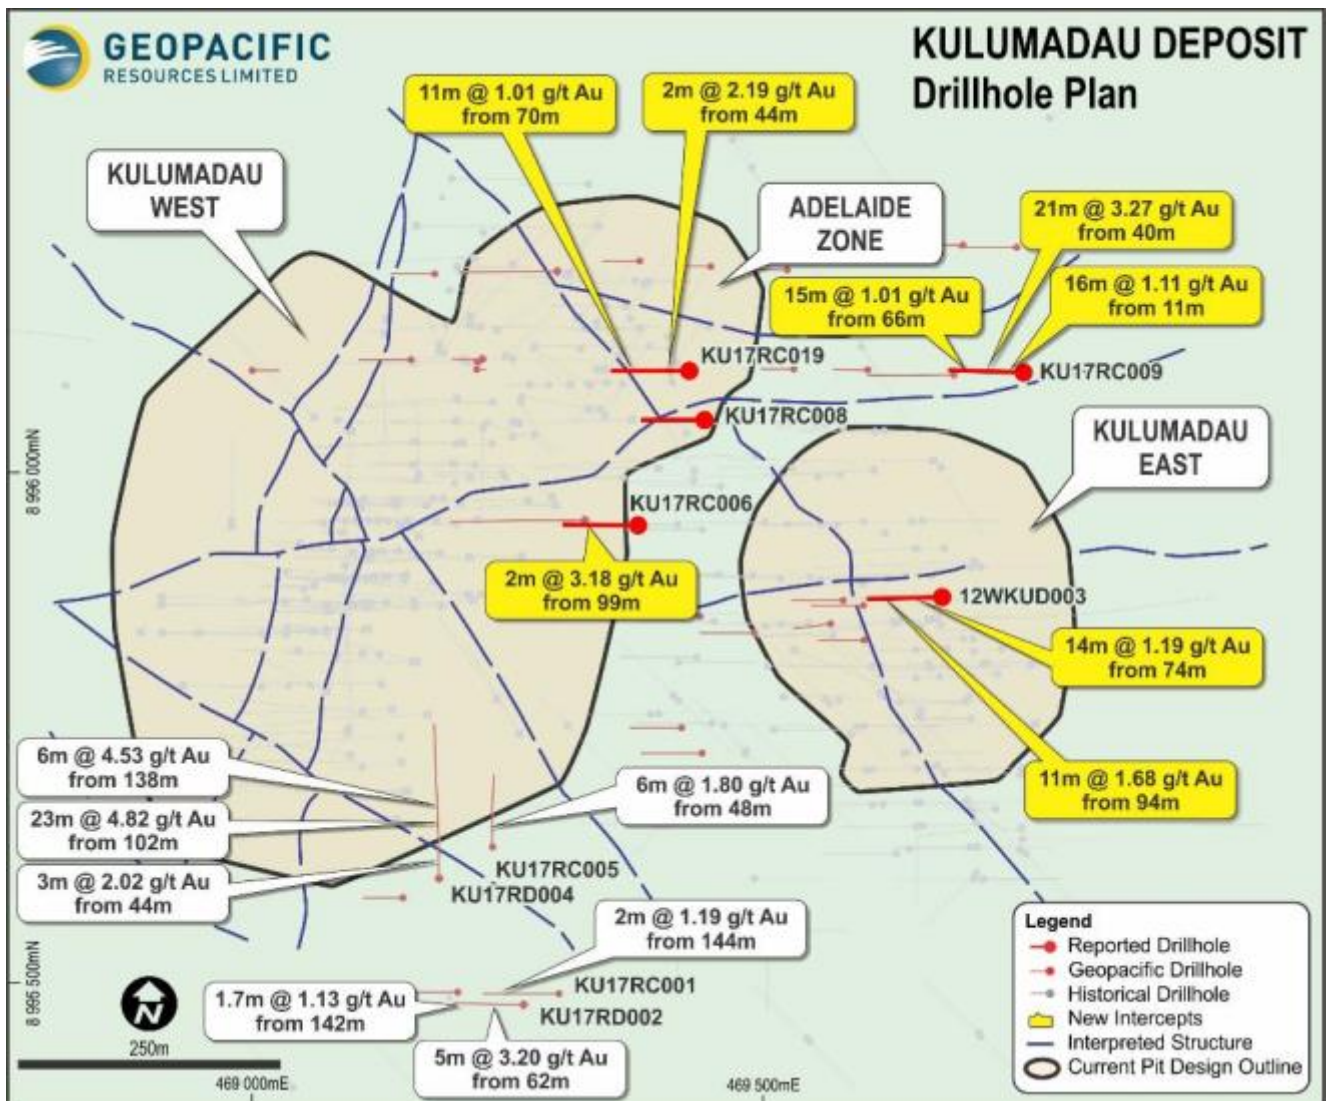 GEOPACIFIC
RESOURCES LIMITED
KULUMADAU DEPOSIT
Drillhole Plan
11m @ 1.01 g/t Au
from 70m
2m @ 2.19 g/t Au
from 44m
KULUMADAU
WEST
ADELAIDE
ZONE
21m @ 3.27 g/t Au
from 40m
15m @ 1.01 g/t Au
from 66m
16m @ 1.11 g/t Au
from 11m
KU17RC019
KU17RC009
KU17RC008
KULUMADAU
EAST
8 996 000mN
KU17RC006
2m @ 3.18 g/t Au
from 99m
12WKUD003
14m @ 1.19 g/t Au
from 74m
11m @ 1.68 g/t Au
from 94m
6m @ 4.53 g/t Au
from 138m
6m @ 1.80 g/t Au
from 48m
23m @ 4.82 g/t Au
from 102m
3m @ 2.02 g/t Au
from 44m
KU17RC005
KU17RD004
2m @ 1.19 g/t Au
from 144m
KU17RC001
1.7m @ 1.13 g/t Au
from 142m
KU17RD002
5m @ 3.20 g/t Au
from 62m
8 995 500mN
N
250m
469 000mE
469 500mE
Legend
Reported Drillhole
Geopacific Drillhole
Historical Drillhole
New Intercepts
Interpreted Structure
Current Pit Design Outline